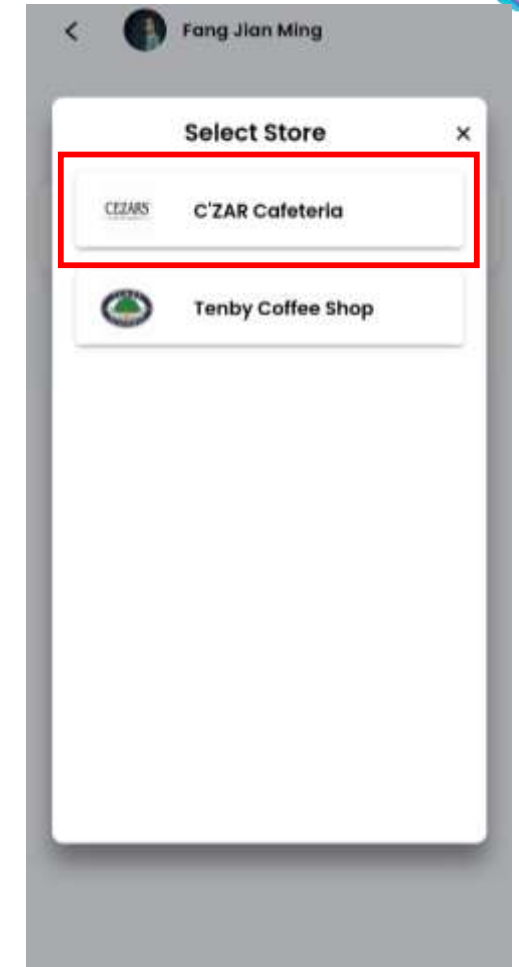 Fang Jian Ming
Select Store
×
CEZARS
C'ZAR Cafeteria
Tenby Coffee Shop